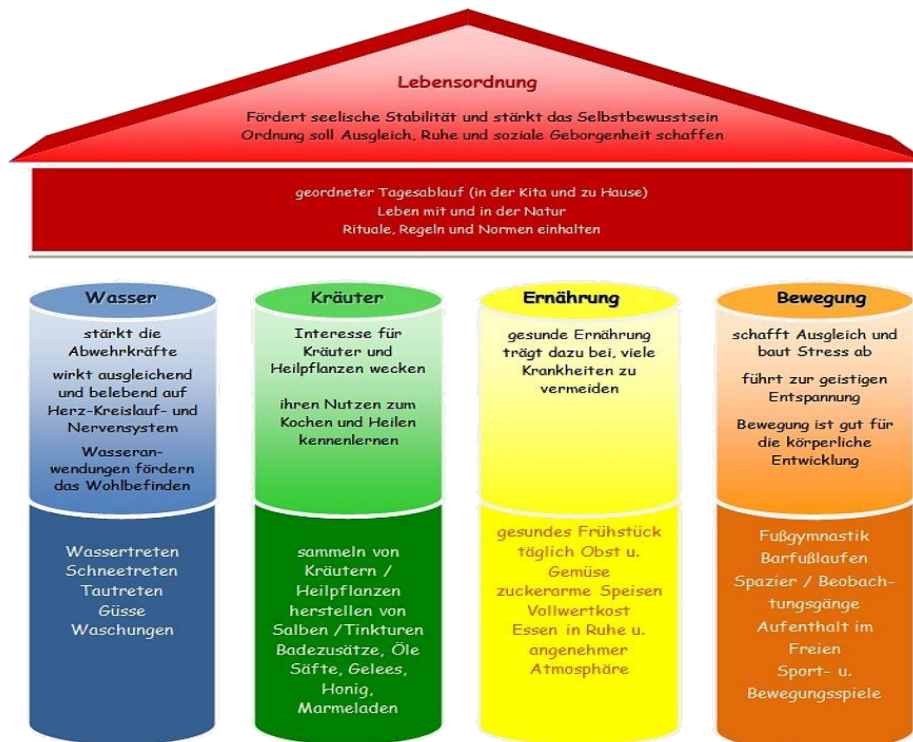 Lebensordnung
Fördert seelische Stabilität und stärkt das Selbstbewusstsein
Ordnung soll Ausgleich, Ruhe und soziale Geborgenheit schaffen
geordneter Tagesablauf (in der Kita und zu Hause)
Leben mit und in der Natur
Rituale, Regeln und Normen einhalten
Wasser
stärkt die
Abwehrkräfte
wirkt ausgleichend
und belebend auf
Herz-Kreislauf- und
Nervensystem
Wasseran-
wendungen fördern
das Wohlbefinden
Wassertreten
Schneetreten
Tautreten
Güsse
Waschungen
Kräuter
Interesse für
Kräuter und
Heilpflanzen wecken
ihren Nutzen zum
Kochen und Heilen
kennenlernen
sammeln von
Kräutern /
Heilpflanzen
herstellen von
Salben /Tinkturen
Badezusätze, Öle
Säfte, Gelees,
Honig,
Marmeladen
Ernährung
gesunde Ernährung
trägt dazu bei, viele
Krankheiten zu
vermeiden
gesundes Frühstück
täglich Obst u.
Gemüse
zuckerarme Speisen
Vollwertkost
Essen in Ruhe u.
angenehmer
Atmosphäre
Bewegung
schafft Ausgleich und
baut Stress ab
führt zur geistigen
Entspannung
Bewegung ist gut für
die körperliche
Entwicklung
Fußgymnastik
Barfußlaufen
Spazier / Beobach-
tungsgänge
Aufenthalt im
Freien
Sport- u.
Bewegungsspiele